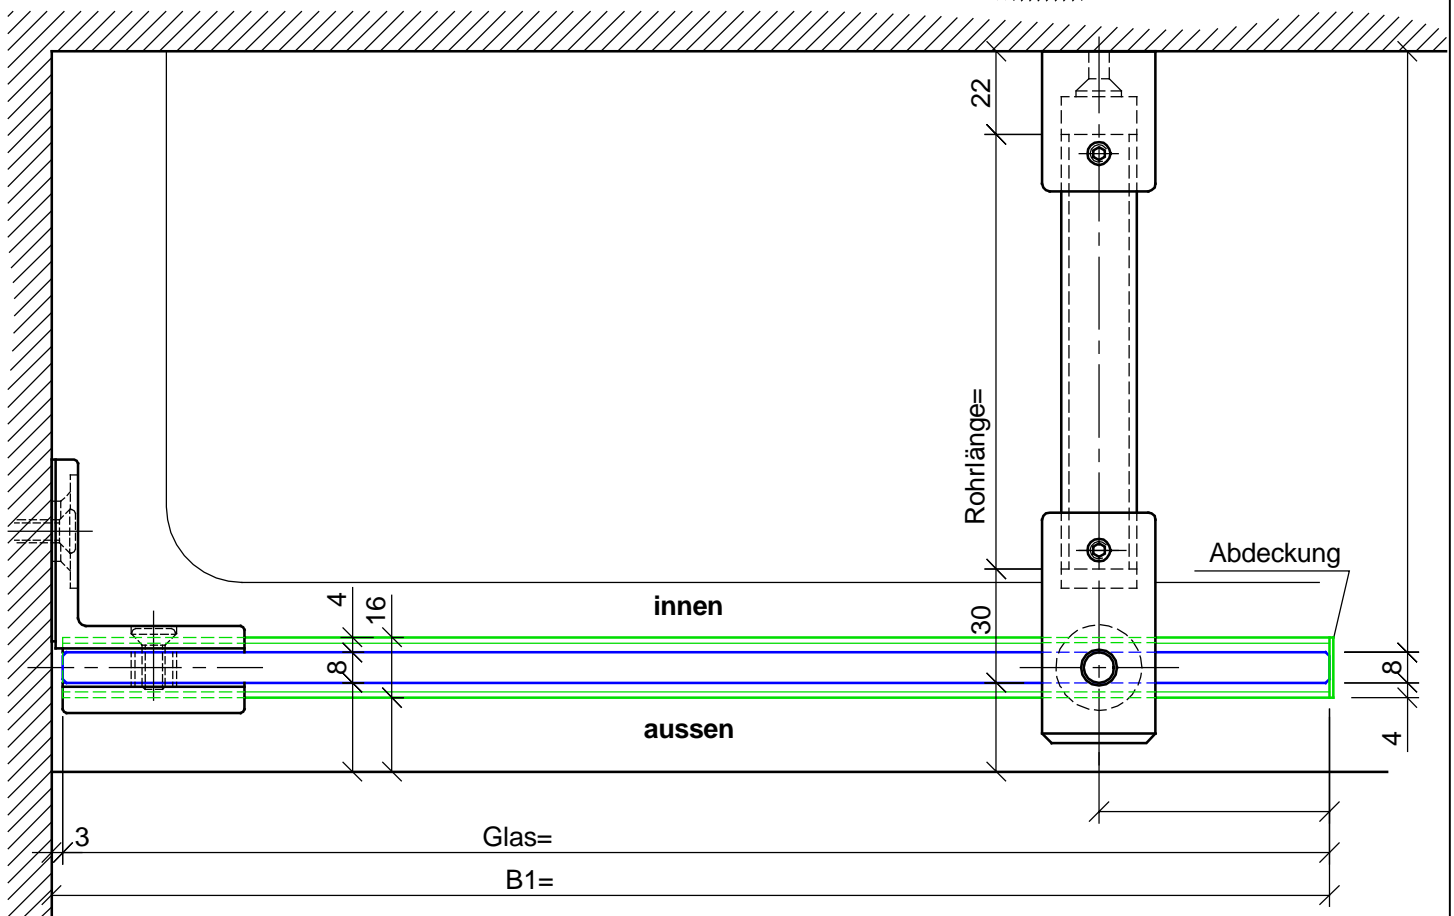 22
Rohrlänge=
Abdeckung
4
16
innen
30
8
8
aussen
4
3
Glas=
B1=